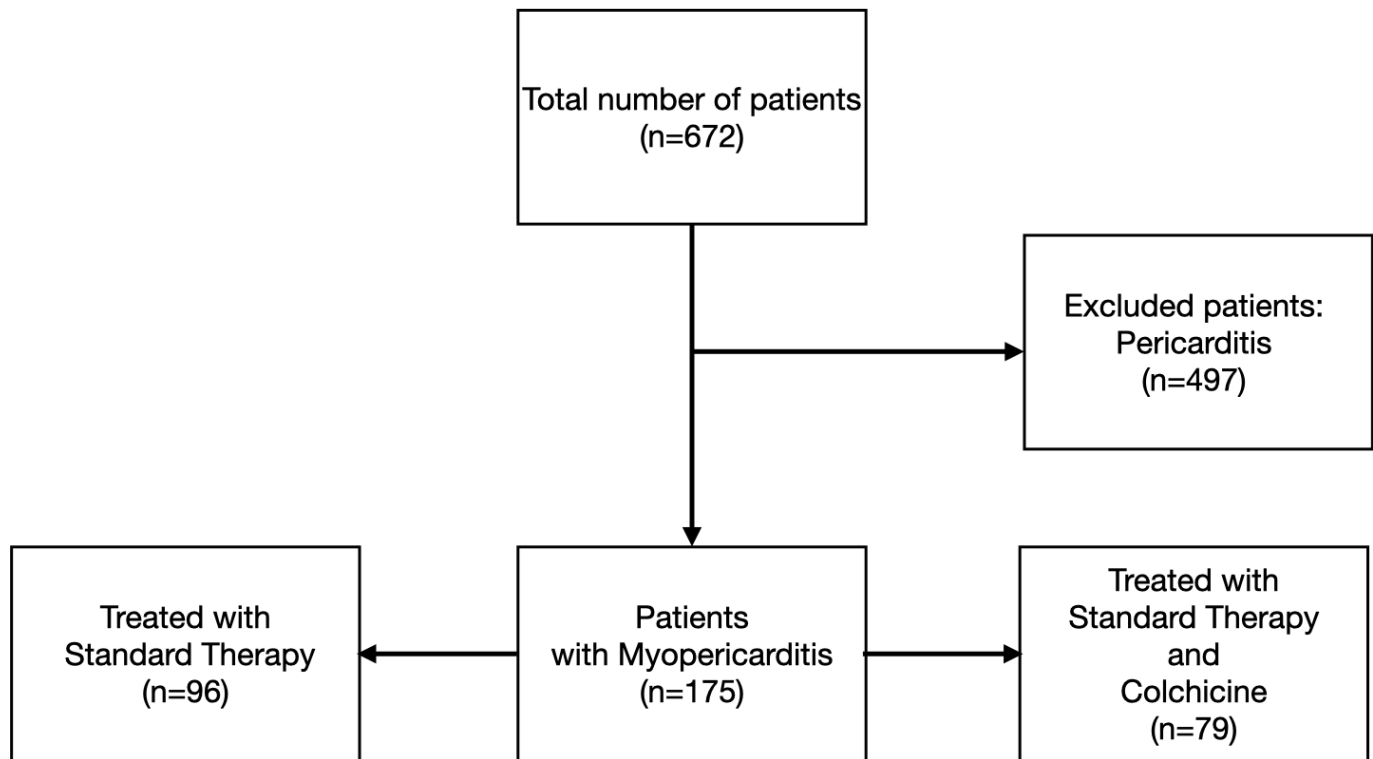 Total number of patients
(n=672)
Excluded patients:
Pericarditis
(n=497)
Treated with
Standard Therapy
(n=96)
Patients
with Myopericarditis
(n=175)
Treated with
Standard Therapy
and
Colchicine
(n=79)